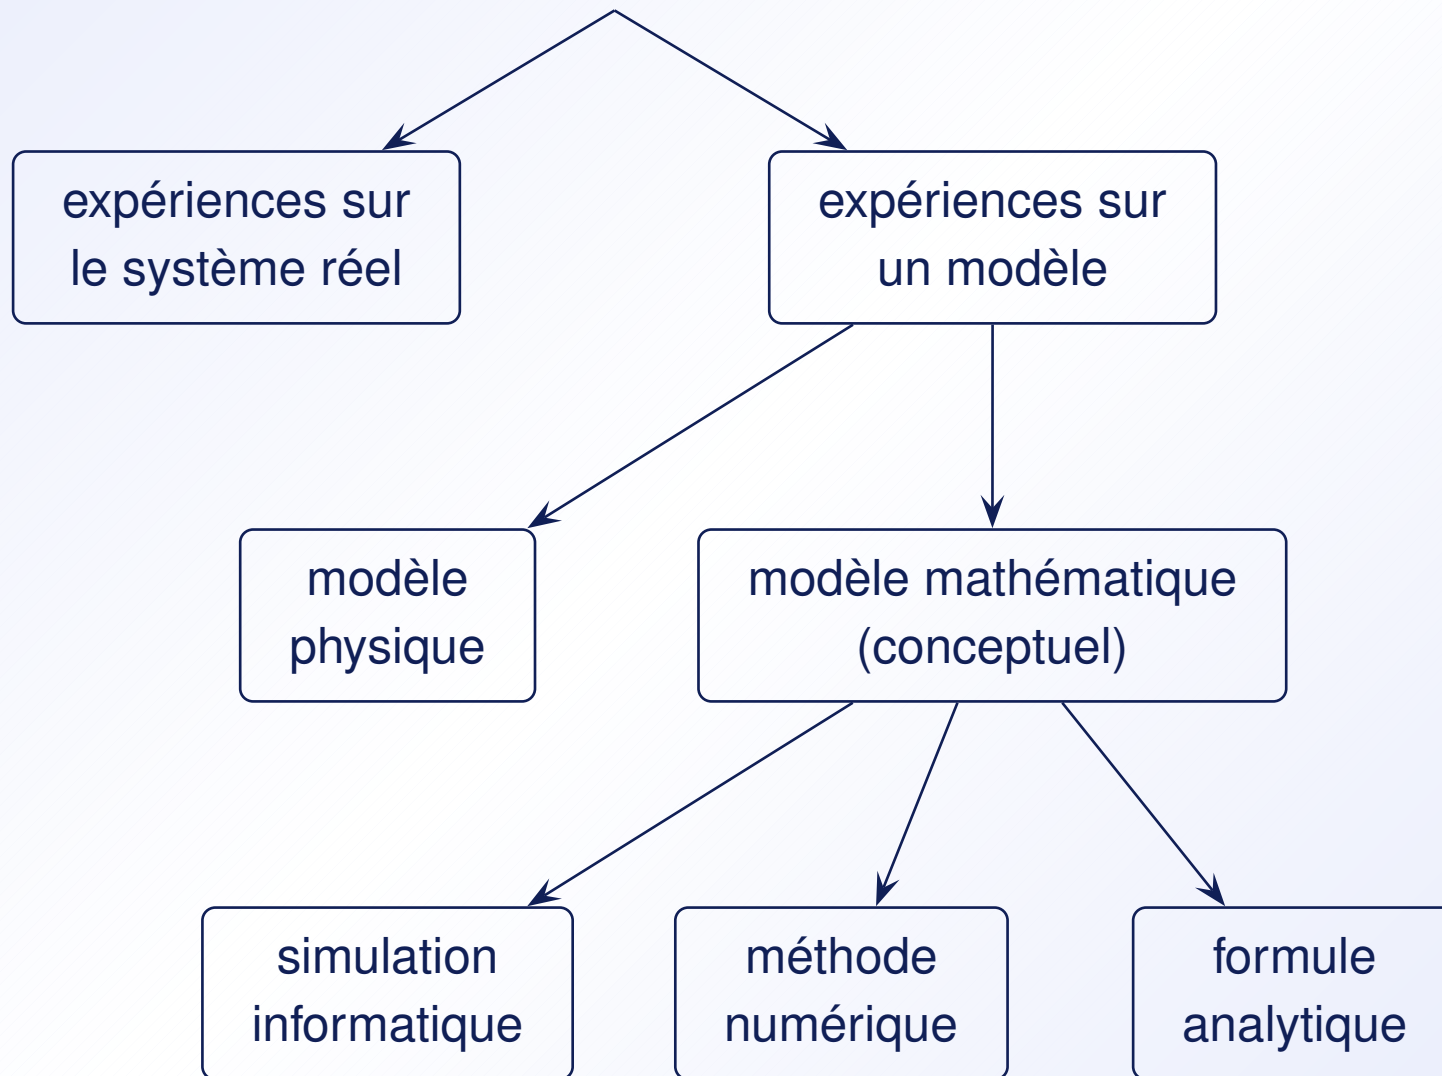 expériences sur
le système réel
expériences sur
un modèle
modèle
physique
modèle mathématique
(conceptuel)
simulation
informatique
méthode
numérique
formule
analytique